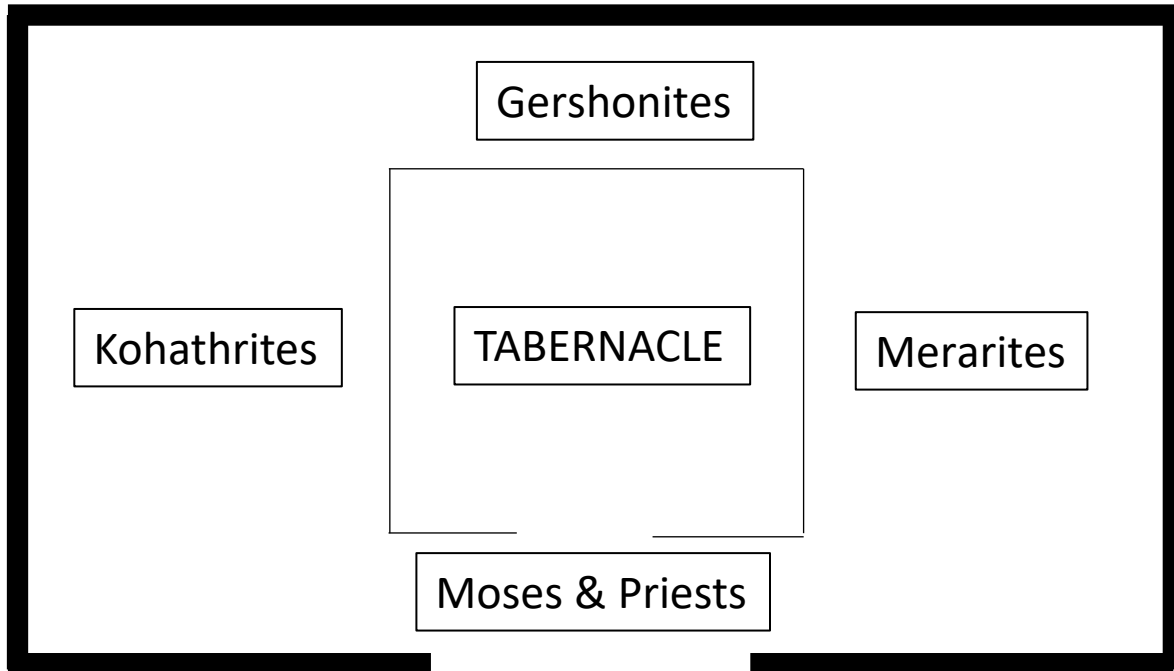 Gershonites
Kohathrites
TABERNACLE
Merarites
Moses & Priests